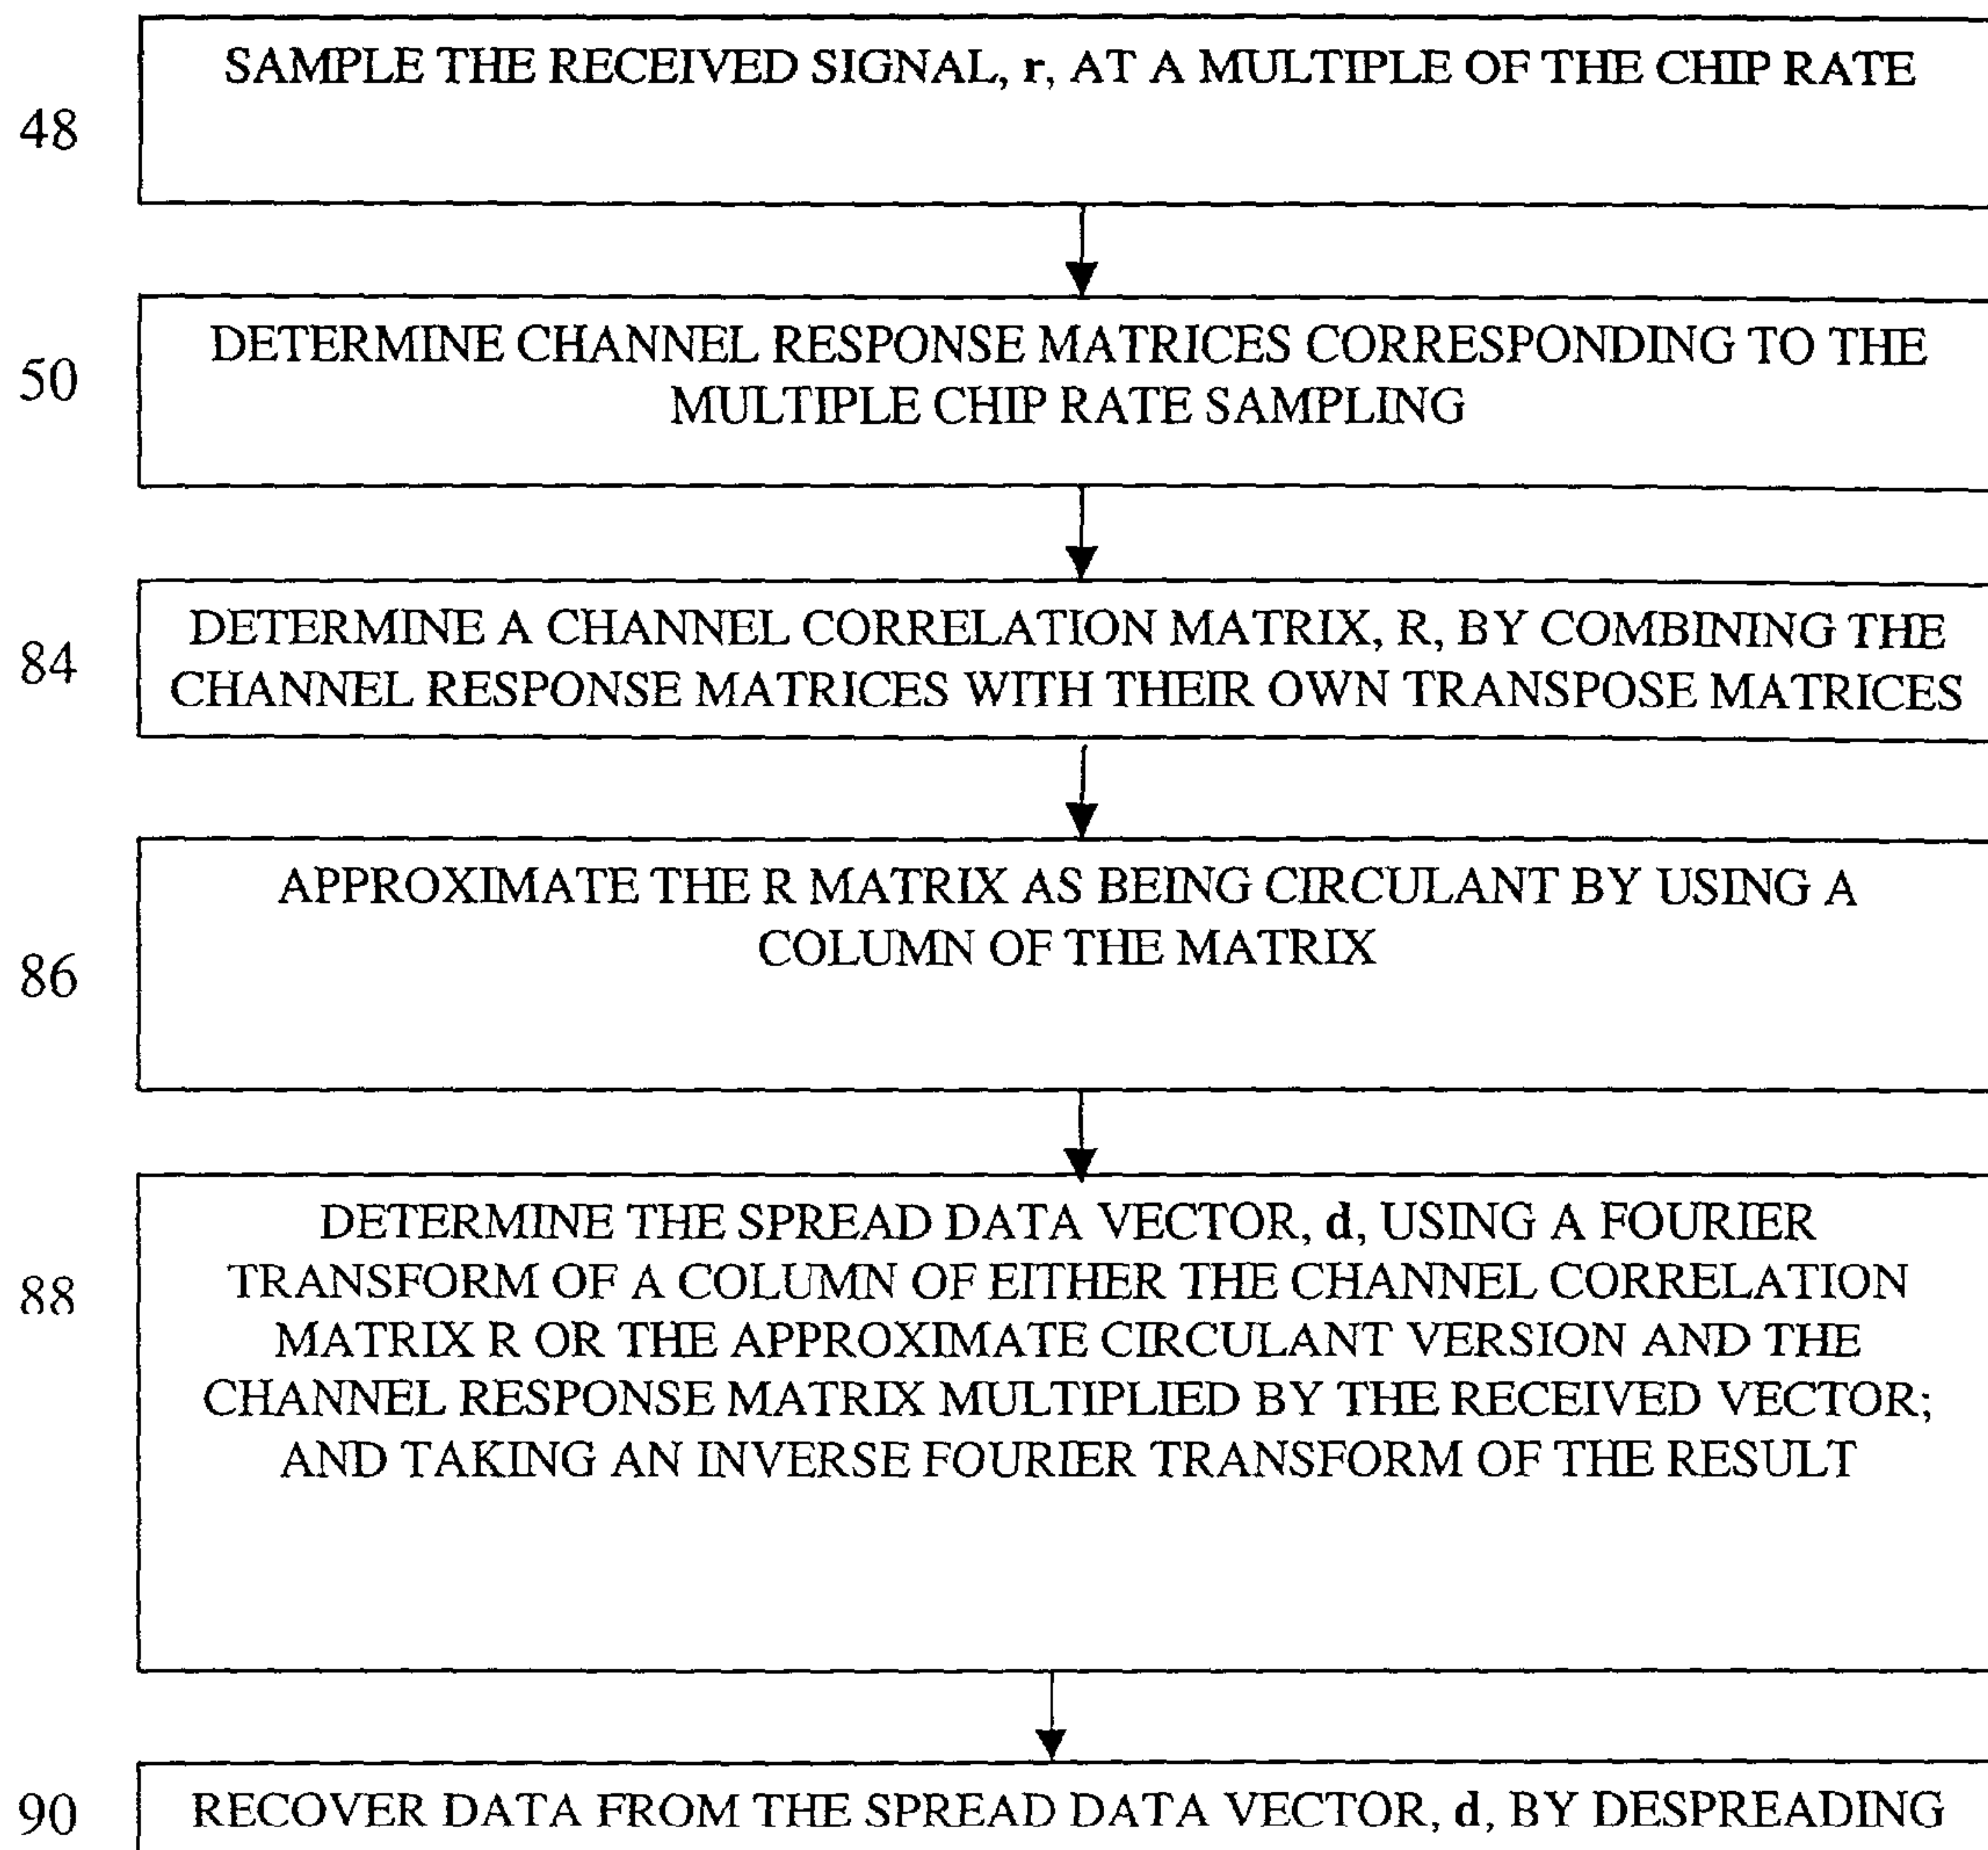 48
SAMPLE THE RECEIVED SIGNAL, r, AT A MULTIPLE OF THE CHIP RATE
50
DETERMINE CHANNEL RESPONSE MATRICES CORRESPONDING TO THE
MULTIPLE CHIP RATE SAMPLING
84
DETERMINE A CHANNEL CORRELATION MATRIX, R, BY COMBINING THE
CHANNEL RESPONSE MATRICES WITH THEIR OWN TRANSPOSE MATRICES
86
APPROXIMATE THE R MATRIX AS BEING CIRCULANT BY USING A
COLUMN OF THE MATRIX
88
DETERMINE THE SPREAD DATA VECTOR, d, USING A FOURIER
TRANSFORM OF A COLUMN OF EITHER THE CHANNEL CORRELATION
MATRIX R OR THE APPROXIMATE CIRCULANT VERSION AND THE
CHANNEL RESPONSE MATRIX MULTIPLIED BY THE RECEIVED VECTOR;
AND TAKING AN INVERSE FOURIER TRANSFORM OF THE RESULT
90
RECOVER DATA FROM THE SPREAD DATA VECTOR, d, BY DESPREADING